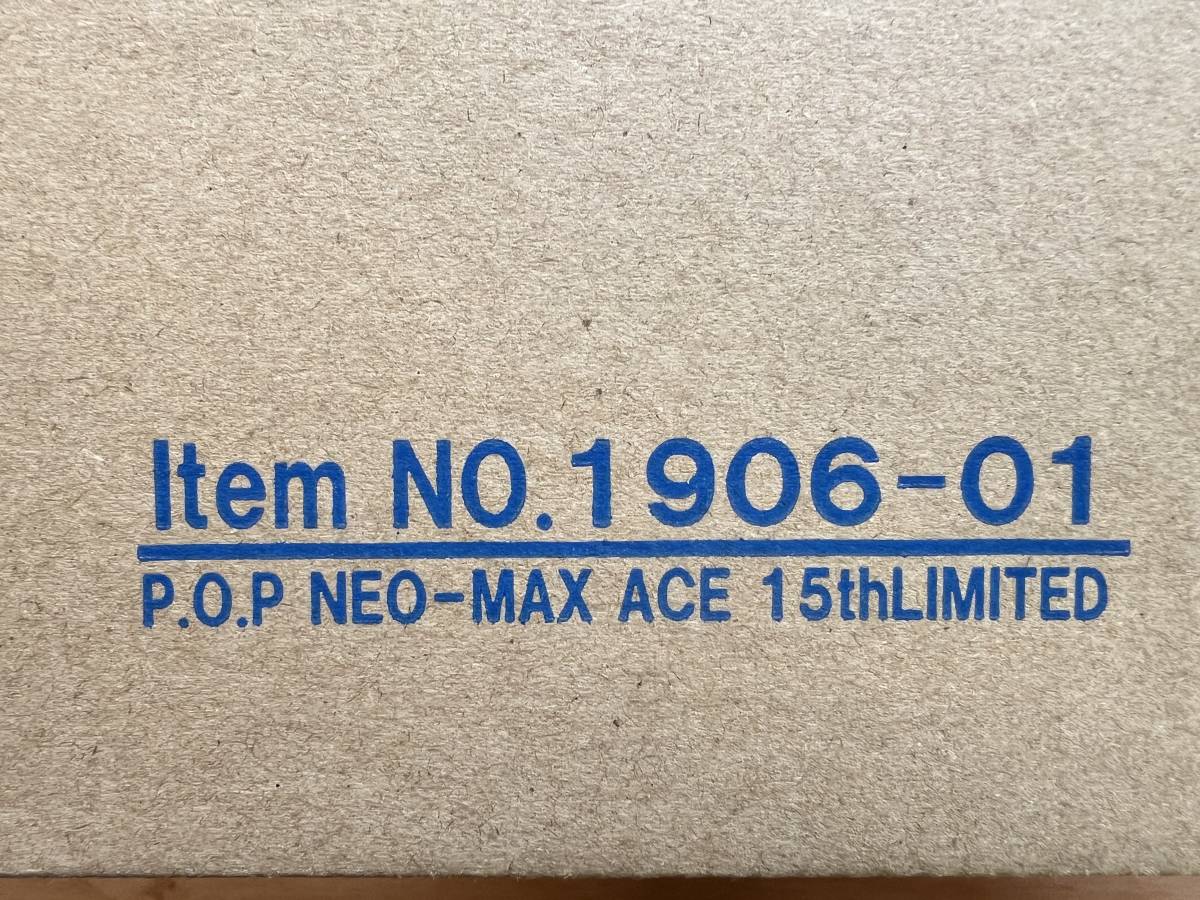 Item NO.1906-01
P.O.P NEO-MAX ACE 15thLIMITED